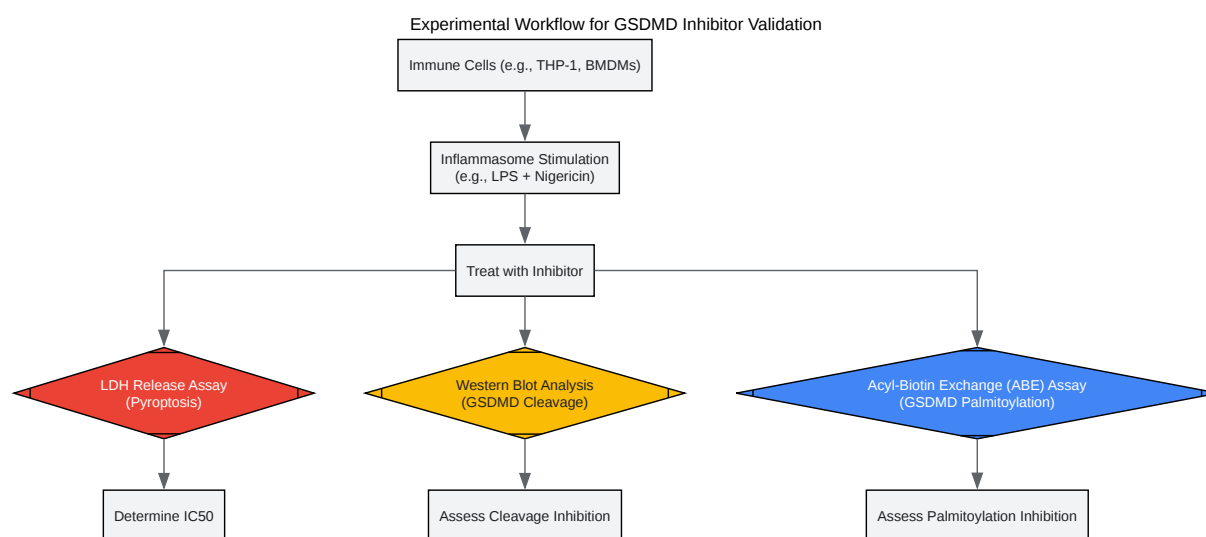 Experimental Workflow for GSDMD Inhibitor Validation
Immune Cells (e.g., THP-1, BMDMs)
Inflammasome Stimulation
(e.g., LPS + Nigericin)
Treat with Inhibitor
LDH Release Assay
(Pyroptosis)
Western Blot Analysis
(GSDMD Cleavage)
Acyl-Biotin Exchange (ABE) Assay
(GSDMD Palmitoylation)
Determine IC50
Assess Cleavage Inhibition
Assess Palmitoylation Inhibition